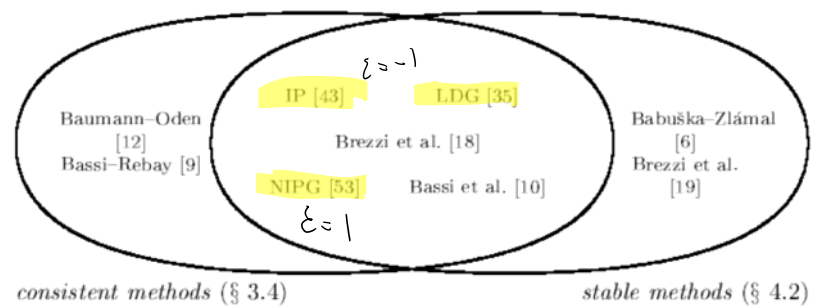 ε=-1
IP [43] LDG [35]
Baumann–Oden
[12]
Bassi–Rebay [9]
Brezzi et al. [18]
NIPG [53] Bassi et al. [10]
ε=1
Babuška–Zlámal
[6]
Brezzi et al.
[19]
consistent methods (§ 3.4)
stable methods (§ 4.2)